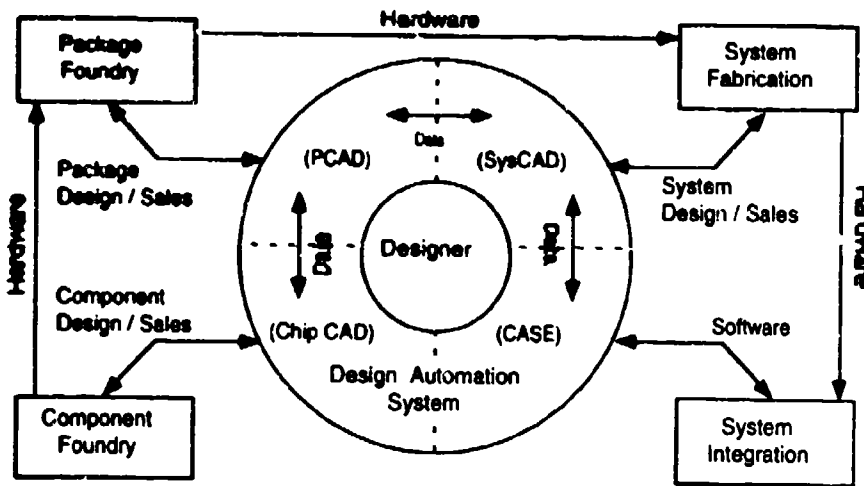 Hardware
Package
Foundry
System
Fabrication
Data
(PCAD)
(SysCAD)
Package
Design / Sales
System
Design / Sales
Hardware
Data
Designer
Data
Hardware
Component
Design / Sales
(Chip CAD)
(CASE)
Software
Design Automation
System
Component
Foundry
System
Integration